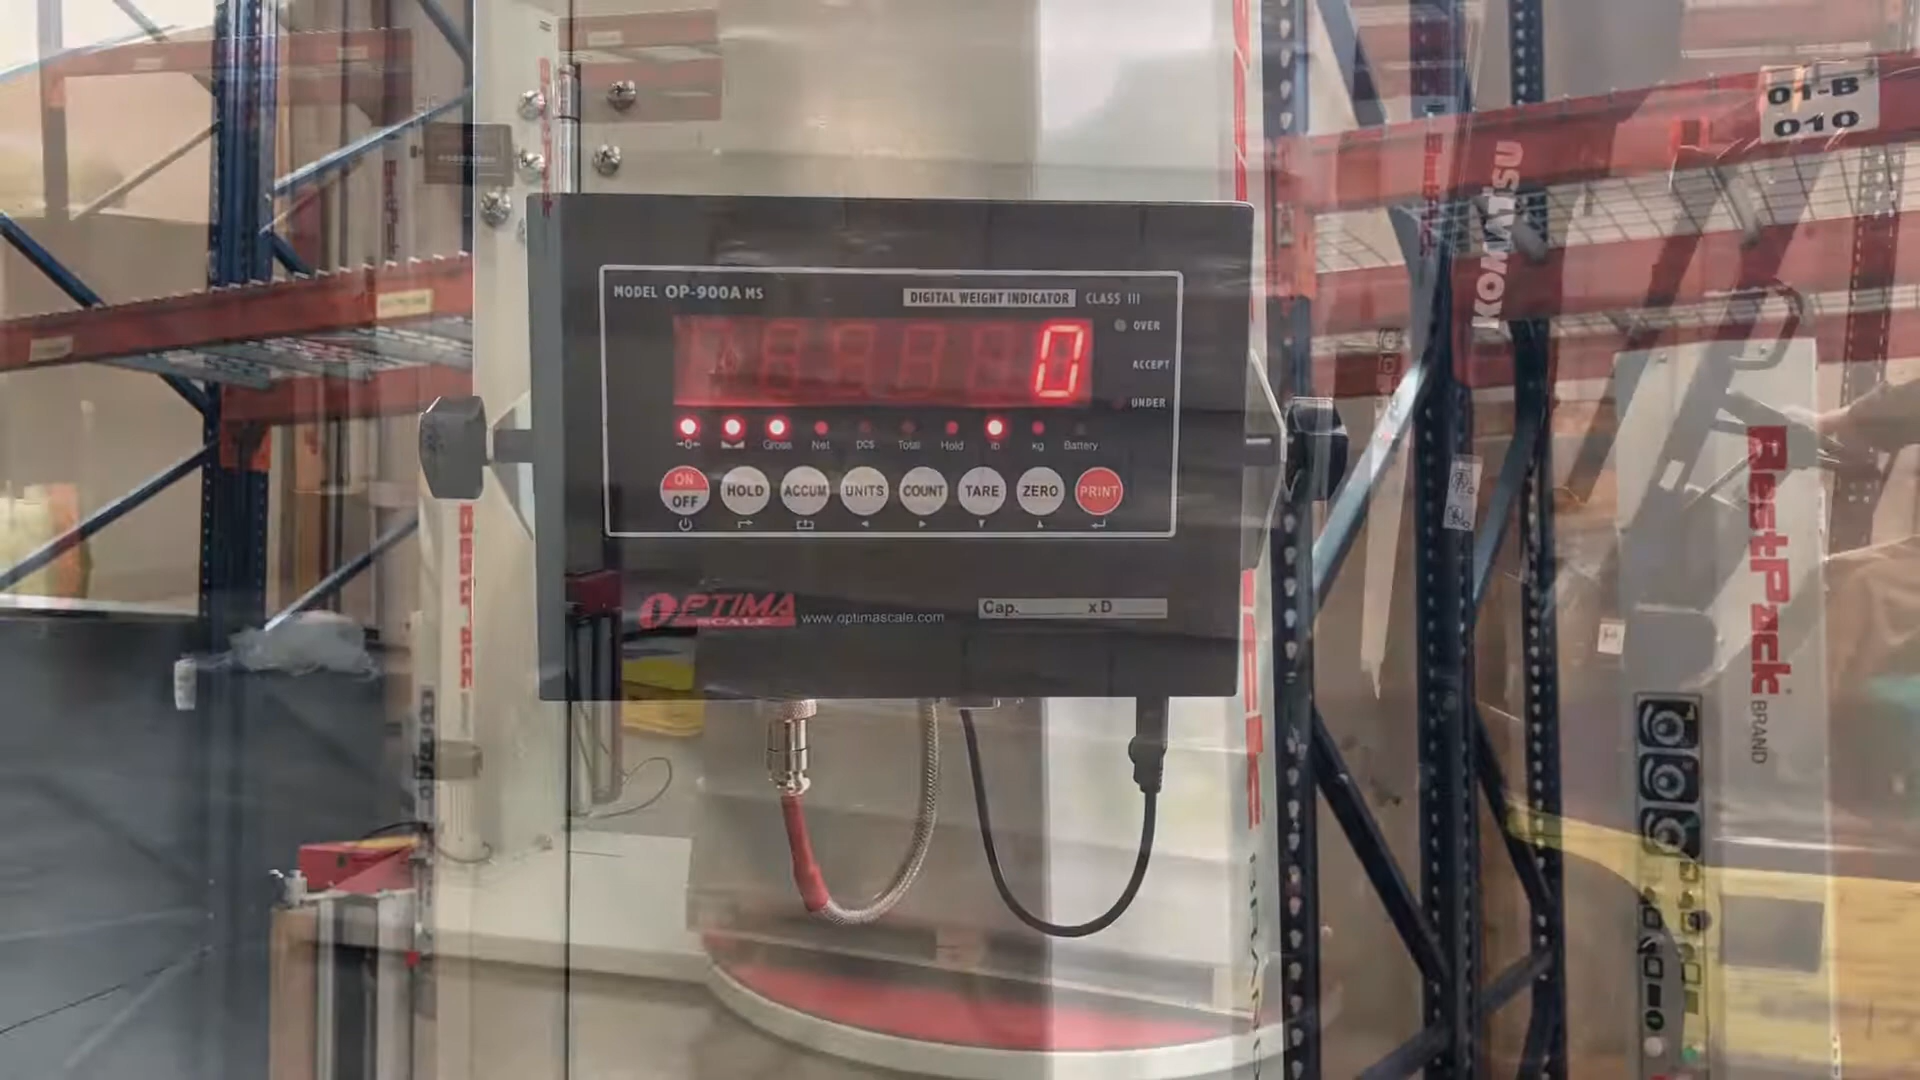 MODEL OP-900A MS
DIGITAL WEIGHT INDICATOR CLASS III
0
OVER
ACCEPT
UNDER
→0← Gross Net pcs Total Hold lb kg Battery
ON OFF HOLD ACCUM UNITS COUNT TARE ZERO PRINT
OPTIMA SCALE www.optimascale.com
Cap. x D
01-B
010
KOMATSU
BestPack BRAND